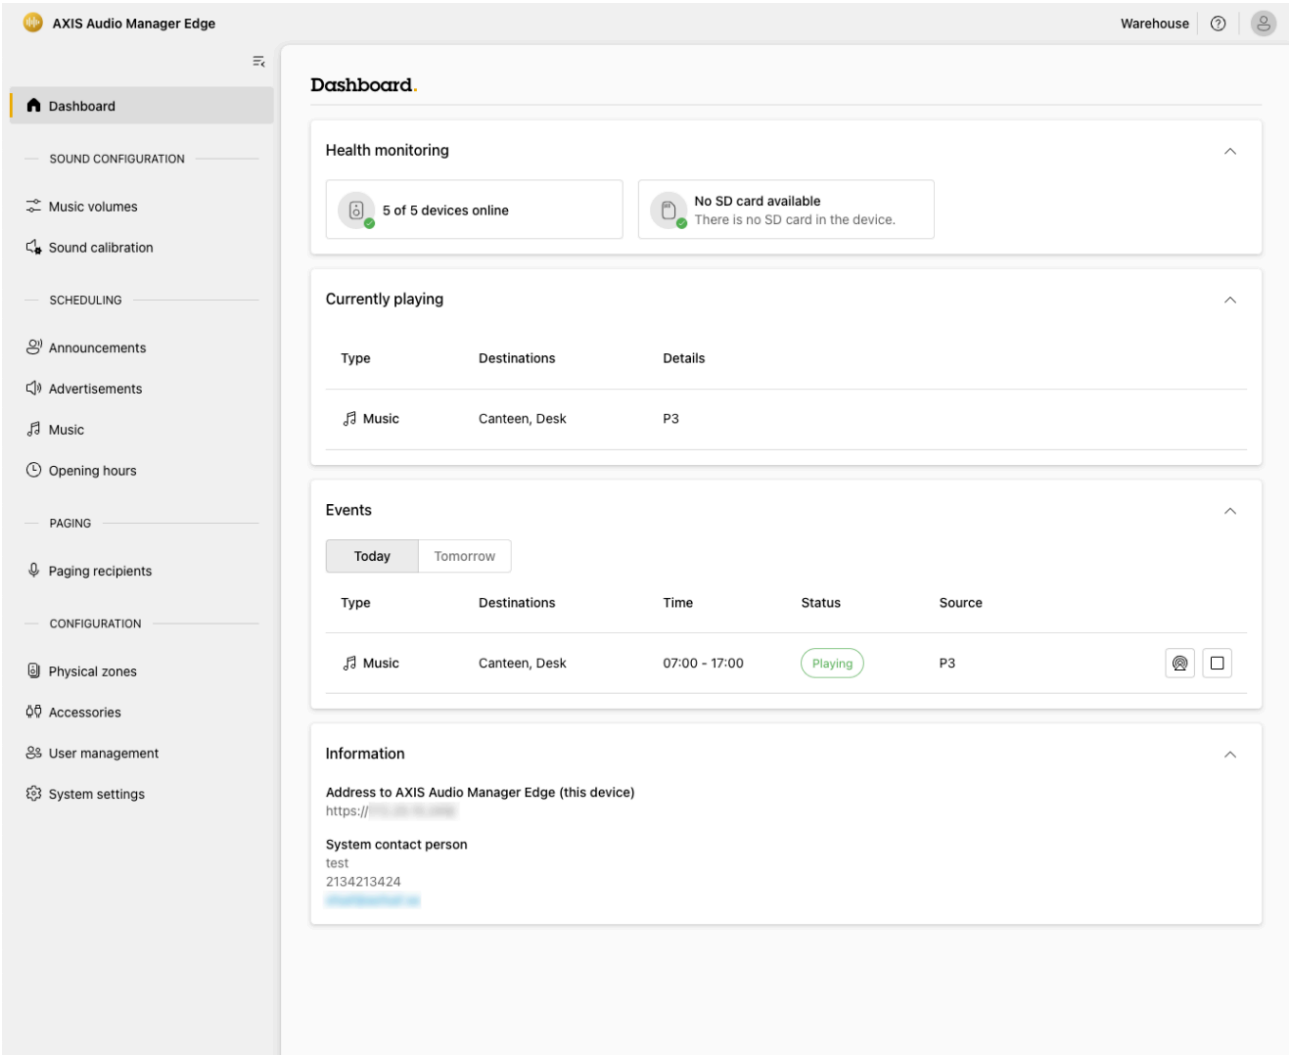 AXIS Audio Manager Edge
Warehouse
Dashboard
SOUND CONFIGURATION
Music volumes
Sound calibration
SCHEDULING
Announcements
Advertisements
Music
Opening hours
PAGING
Paging recipients
CONFIGURATION
Physical zones
Accessories
User management
System settings
Dashboard.
Health monitoring
5 of 5 devices online
No SD card available
There is no SD card in the device.
Currently playing
Type Destinations Details
Music Canteen, Desk P3
Events
Today Tomorrow
Type Destinations Time Status Source
Music Canteen, Desk 07:00 - 17:00 Playing P3
Information
Address to AXIS Audio Manager Edge (this device)
https://
System contact person
test
2134213424